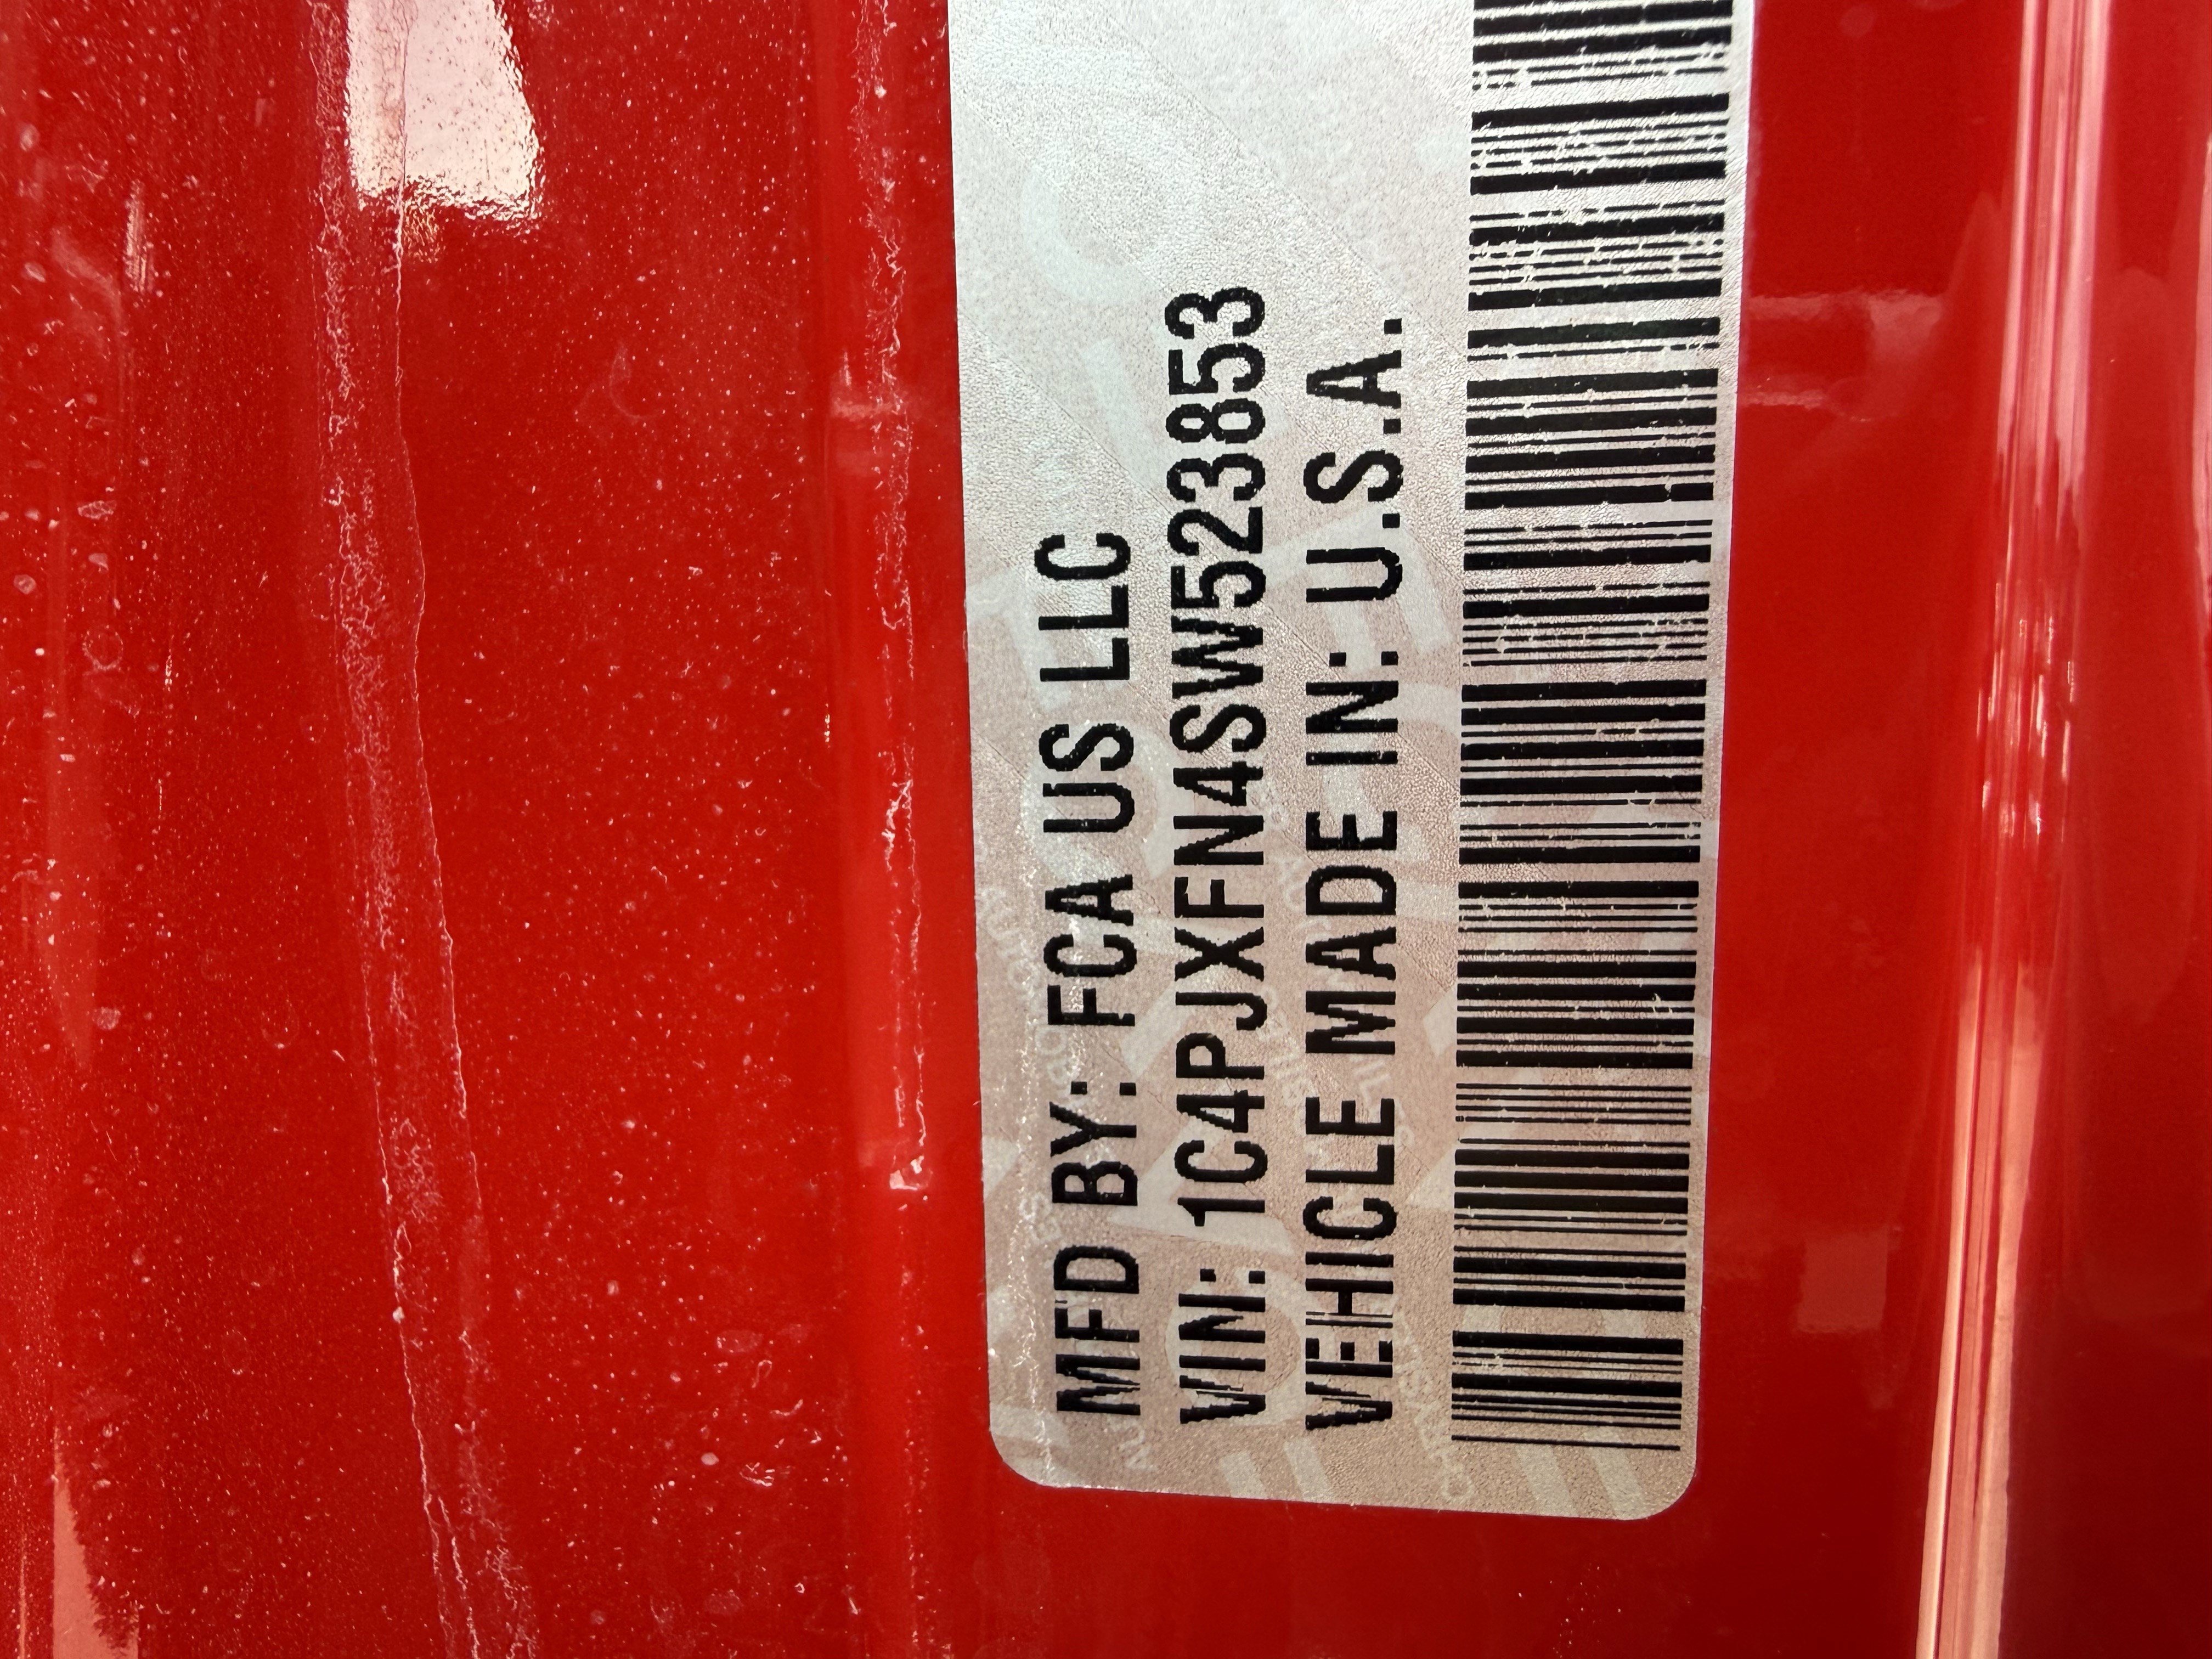 MFD BY: FCA US LLC
VIN: 1C4PJXFN4SW523853
VEHICLE MADE IN: U.S.A.